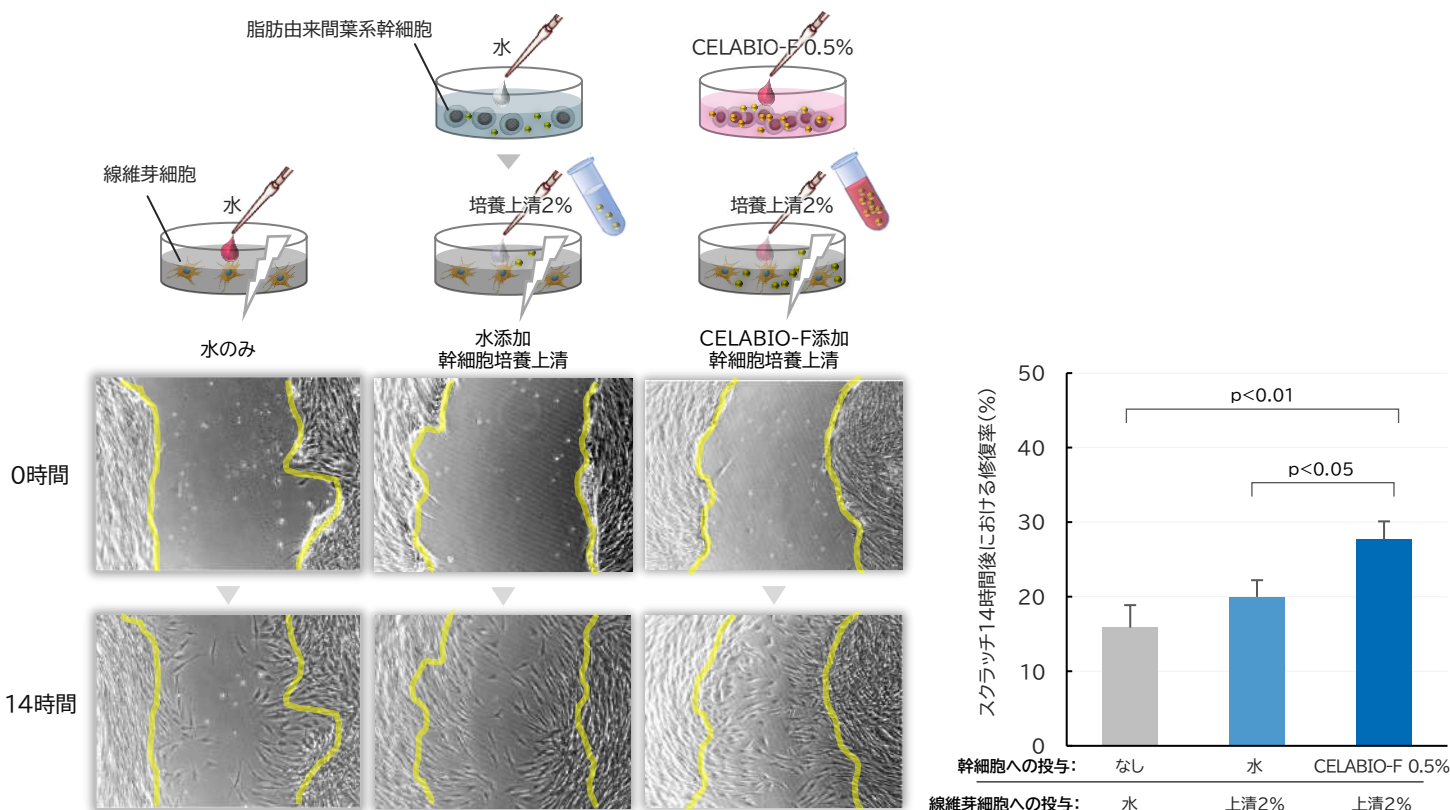 脂肪由来間葉系幹細胞
水
CELABIO-F 0.5%
線維芽細胞
水
培養上清2%
培養上清2%
水のみ
水添加
幹細胞培養上清
CELABIO-F添加
幹細胞培養上清
0時間
14時間
スクラッチ14時間後における修復率(%)
50
40
30
20
10
0
p<0.01
p<0.05
幹細胞への投与: なし 水 CELABIO-F 0.5%
線維芽細胞への投与: 水 上清2% 上清2%